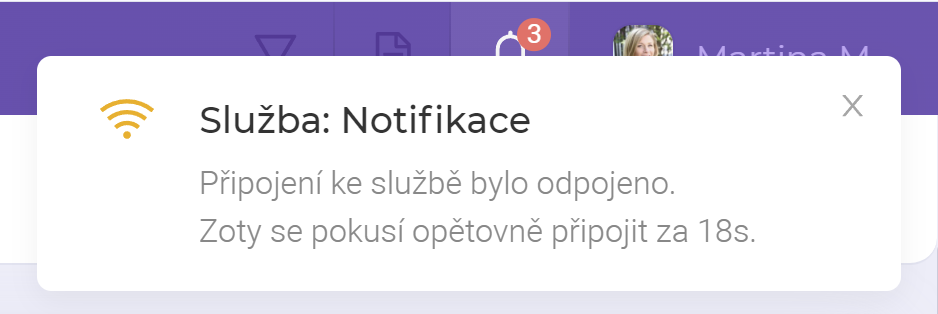 3
Martina M
Služba: Notifikace
X
Připojení ke službě bylo odpojeno.
Zoty se pokusí opětovně připojit za 18s.